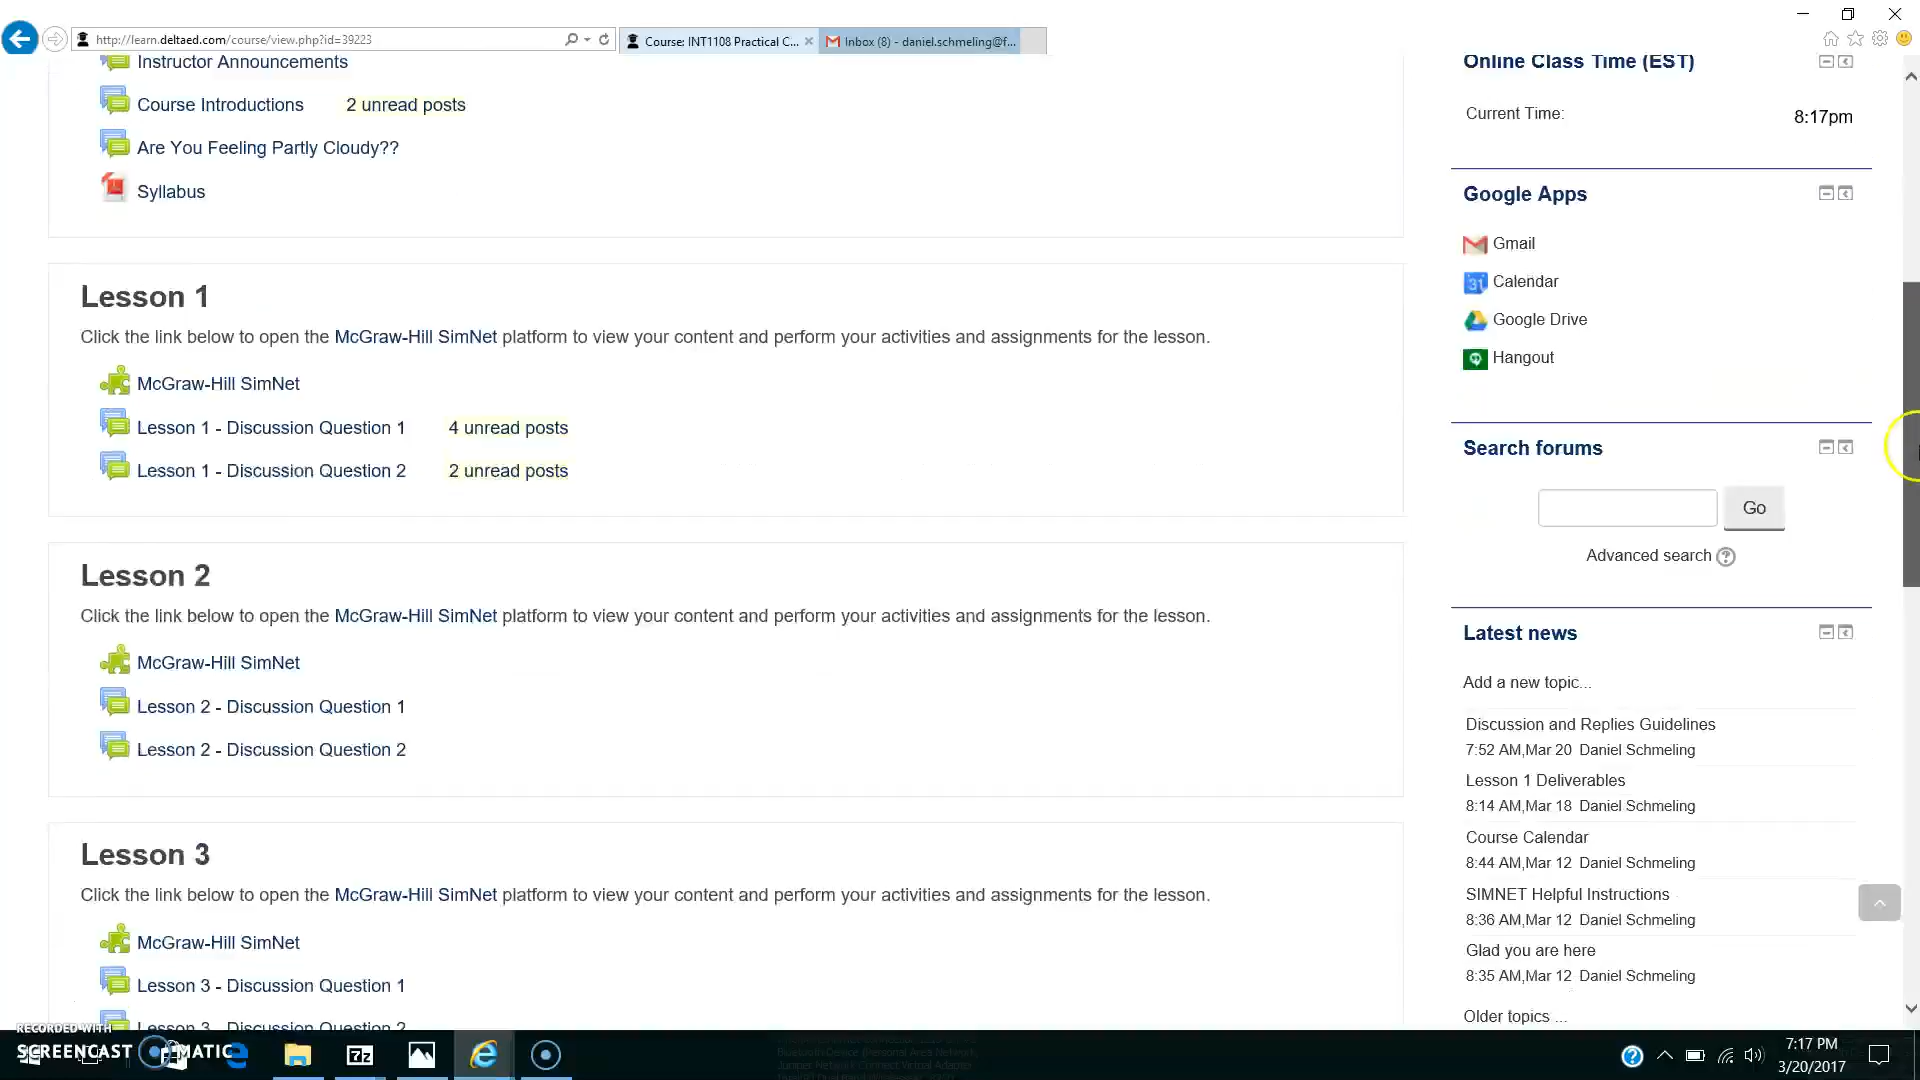 http://learn.deltaed.com/course/view.php?id=39223
Course: INT1108 Practical C...
Inbox (8) - daniel.schmeling@f...
Instructor Announcements
Course Introductions 2 unread posts
Are You Feeling Partly Cloudy??
Syllabus
Lesson 1
Click the link below to open the McGraw-Hill SimNet platform to view your content and perform your activities and assignments for the lesson.
McGraw-Hill SimNet
Lesson 1 - Discussion Question 1 4 unread posts
Lesson 1 - Discussion Question 2 2 unread posts
Lesson 2
Click the link below to open the McGraw-Hill SimNet platform to view your content and perform your activities and assignments for the lesson.
McGraw-Hill SimNet
Lesson 2 - Discussion Question 1
Lesson 2 - Discussion Question 2
Lesson 3
Click the link below to open the McGraw-Hill SimNet platform to view your content and perform your activities and assignments for the lesson.
McGraw-Hill SimNet
Lesson 3 - Discussion Question 1
Lesson 3 - Discussion Question 2
Online Class Time (EST)
Current Time: 8:17pm
Google Apps
Gmail
31 Calendar
Google Drive
Hangout
Search forums
Go
Advanced search ?
Latest news
Add a new topic...
Discussion and Replies Guidelines
7:52 AM,Mar 20 Daniel Schmeling
Lesson 1 Deliverables
8:14 AM,Mar 18 Daniel Schmeling
Course Calendar
8:44 AM,Mar 12 Daniel Schmeling
SIMNET Helpful Instructions
8:36 AM,Mar 12 Daniel Schmeling
Glad you are here
8:35 AM,Mar 12 Daniel Schmeling
Older topics ...
RECORDED WITH
SCREENCAST MATIC
7z
?
7:17 PM
3/20/2017